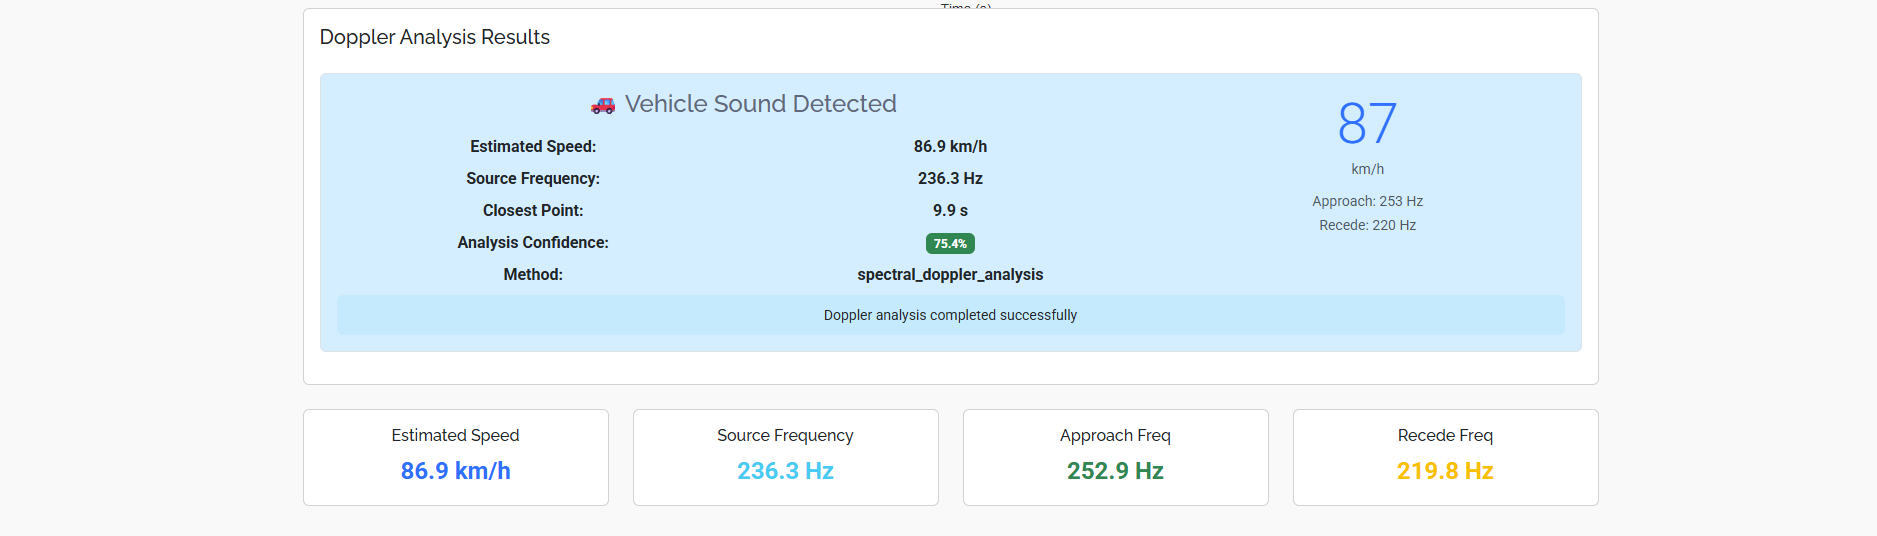 Time (s)
Doppler Analysis Results
Vehicle Sound Detected
Estimated Speed: 86.9 km/h
Source Frequency: 236.3 Hz
Closest Point: 9.9 s
Analysis Confidence: 75.4%
Method: spectral_doppler_analysis
87
km/h
Approach: 253 Hz
Recede: 220 Hz
Doppler analysis completed successfully
Estimated Speed
86.9 km/h
Source Frequency
236.3 Hz
Approach Freq
252.9 Hz
Recede Freq
219.8 Hz